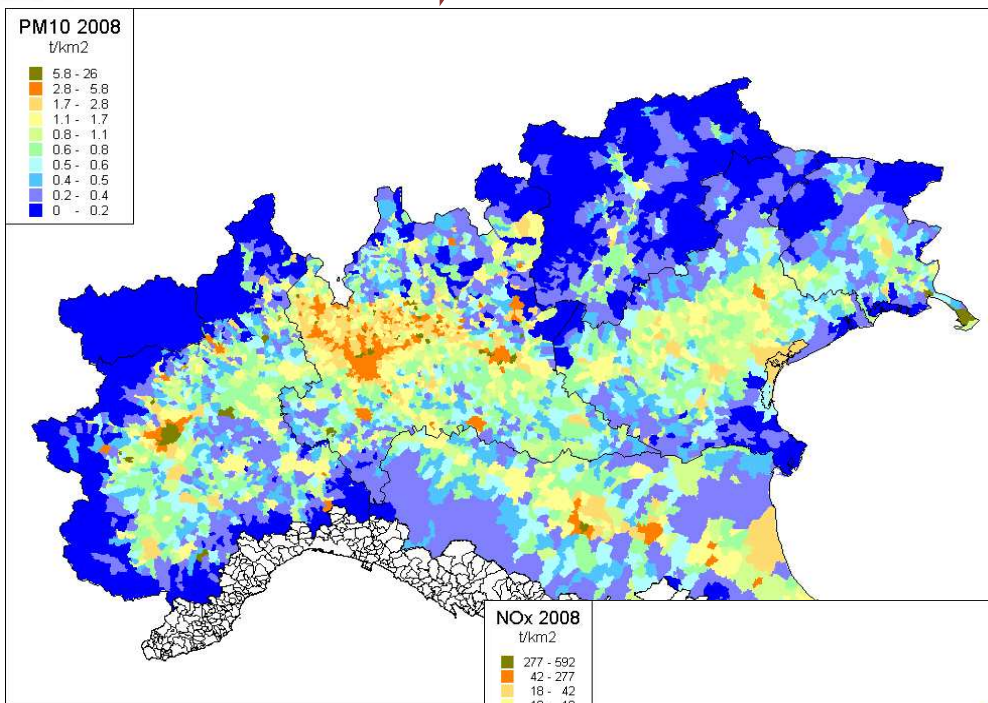 PM10 2008
t/km2
5.8 - 26
2.8 - 5.8
1.7 - 2.8
1.1 - 1.7
0.8 - 1.1
0.6 - 0.8
0.5 - 0.6
0.4 - 0.5
0.2 - 0.4
0 - 0.2
NOx 2008
t/km2
277 - 592
42 - 277
18 - 42